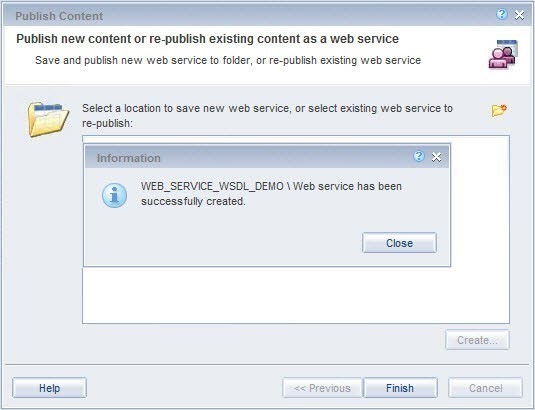 Publish Content
Publish new content or re-publish existing content as a web service
Save and publish new web service to folder, or re-publish existing web service
Select a location to save new web service, or select existing web service to
re-publish:
Information
WEB_SERVICE_WSDL_DEMO \ Web service has been
successfully created.
Close
Create...
Help
<< Previous
Finish
Cancel